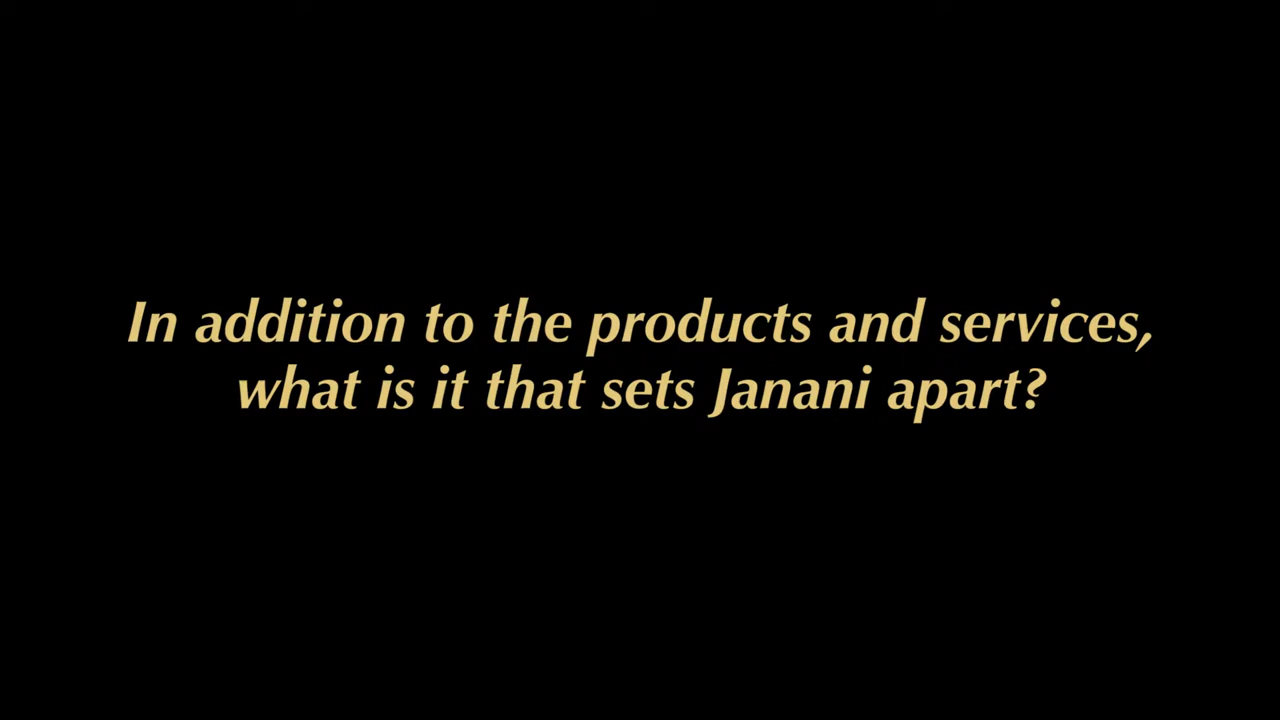 In addition to the products and services,
what is it that sets Janani apart?